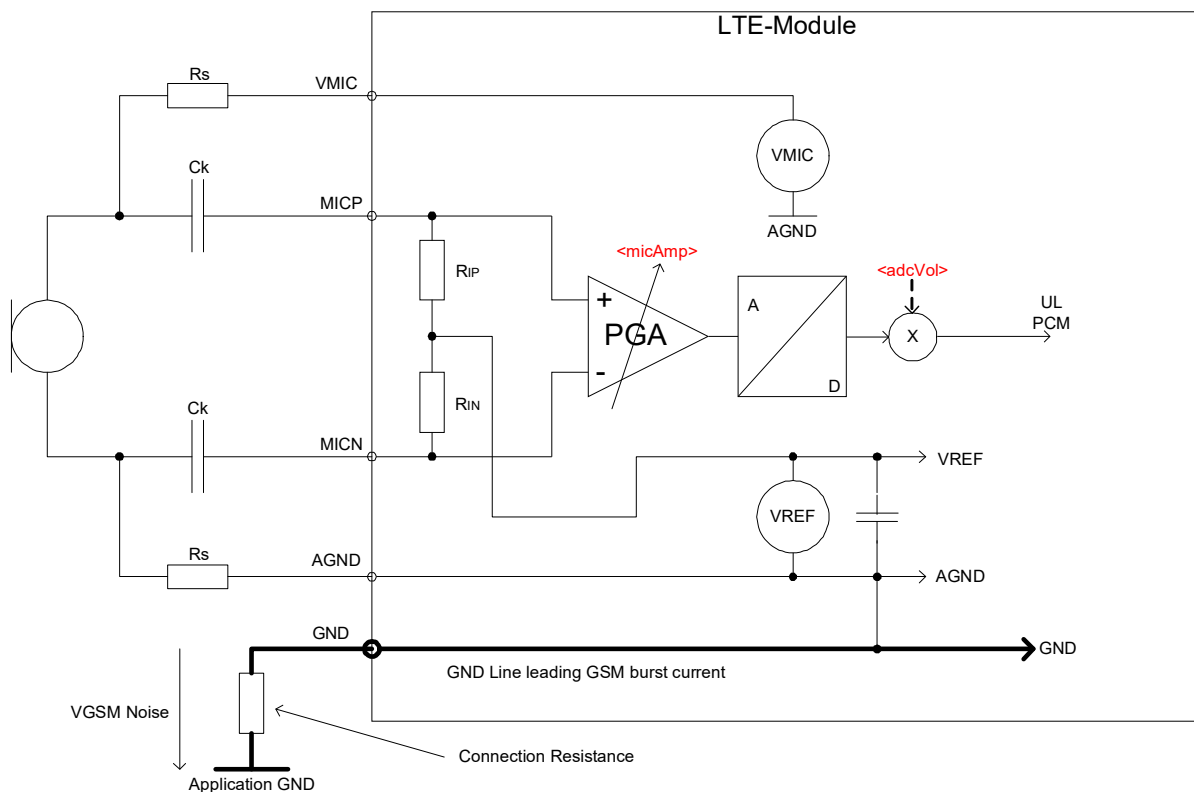 LTE-Module
Rs
VMIC
VMIC
Ck
MICP
AGND
<micAmp>
<adcVol>
RIP
+
PGA
-
A
D
X
UL
PCM
RIN
Ck
MICN
VREF
VREF
Rs
AGND
AGND
GND
GND
GND Line leading GSM burst current
VGSM Noise
Connection Resistance
Application GND